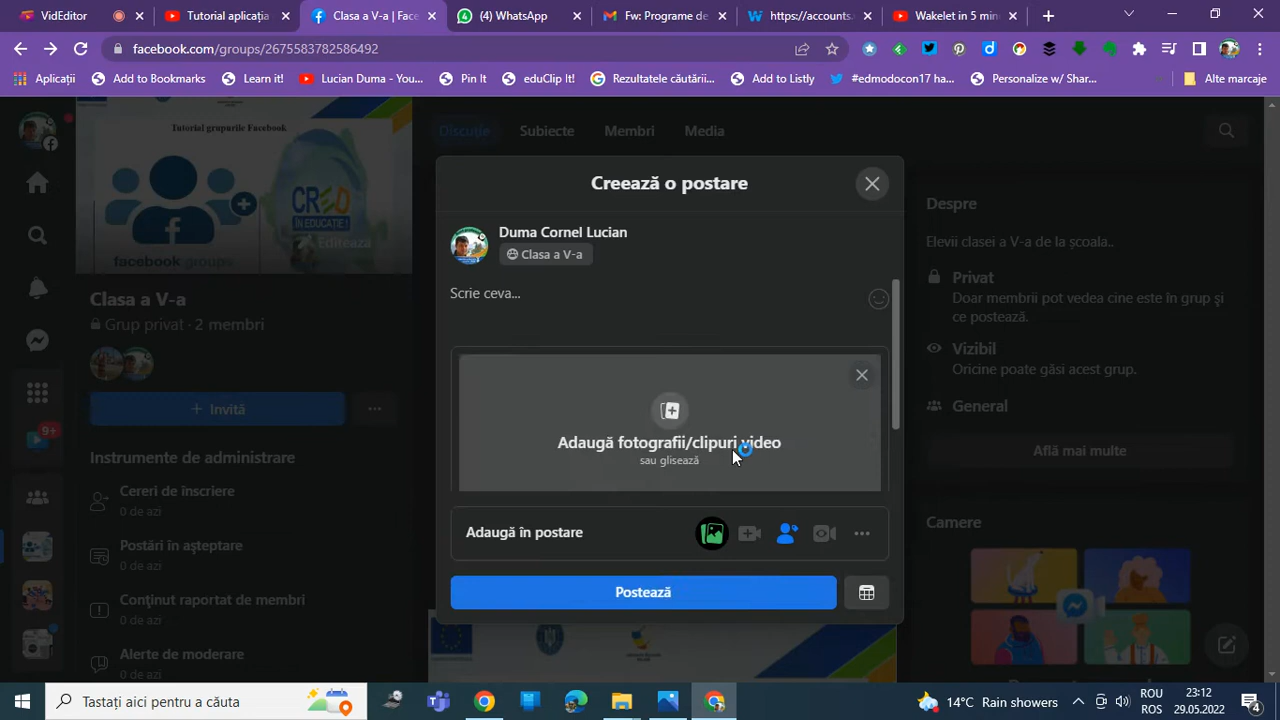 VidEditor
Tutorial aplicația
Clasa a V-a | Face
(4) WhatsApp
Fw: Programe de
https://accounts.
Wakelet in 5 min
facebook.com/groups/2675583782586492
Aplicații
Add to Bookmarks
Learn it!
Lucian Duma - You...
Pin It
eduClip It!
Rezultatele căutării...
Add to Listly
#edmodocon17 ha...
Personalize w/ Shar...
Alte marcaje
Tutorial grupurile Facebook
CRED
ÎN EDUCAȚIE !
Editează
facebook groups
Clasa a V-a
Grup privat · 2 membri
+ Invită
Instrumente de administrare
Cereri de înscriere
0 de azi
Postări în așteptare
0 de azi
Conţinut raportat de membri
0 de azi
Alerte de moderare
0 de azi
9+
Discuție
Subiecte
Membri
Media
Creează o postare
Duma Cornel Lucian
Clasa a V-a
Scrie ceva...
Adaugă fotografii/clipuri video
sau glisează
Adaugă în postare
Postează
Despre
Elevii clasei a V-a de la școala..
Privat
Doar membrii pot vedea cine este în grup și
ce postează.
Vizibil
Oricine poate găsi acest grup.
General
Află mai multe
Camere
Tastați aici pentru a căuta
14°C Rain showers
ROU
ROS
23:12
29.05.2022
4